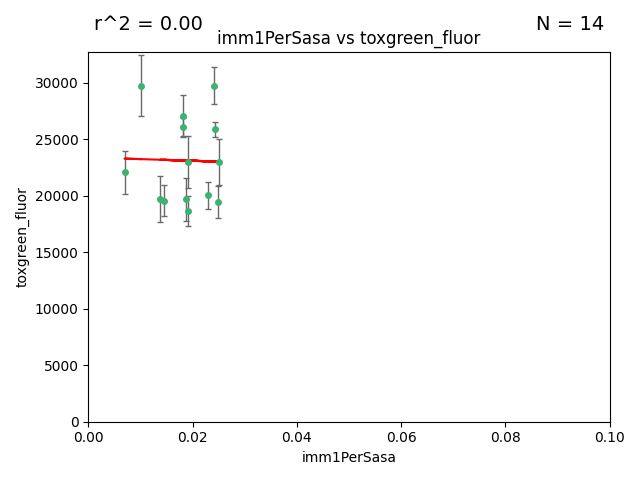 r^2 = 0.00
N = 14
imm1PerSasa vs toxgreen_fluor
30000
25000
20000
15000
10000
5000
0
toxgreen_fluor
0.00
0.02
0.04
0.06
0.08
0.10
imm1PerSasa